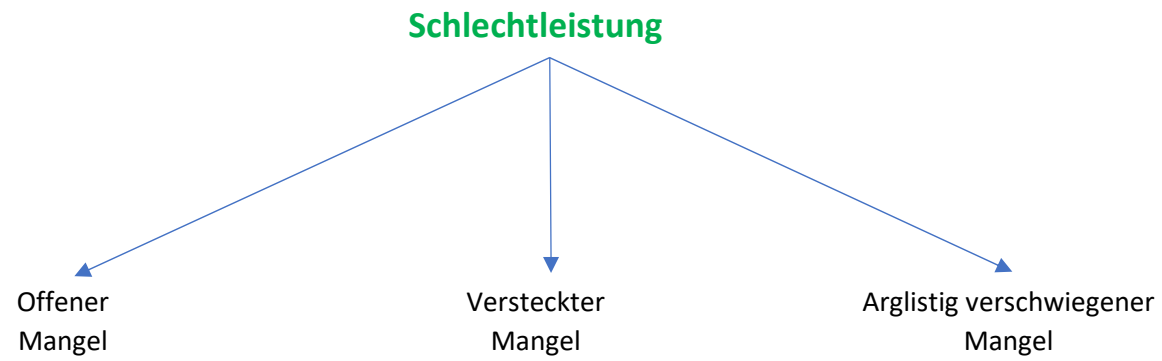 Schlechtleistung
Offener
Mangel
Versteckter
Mangel
Arglistig verschwiegener
Mangel